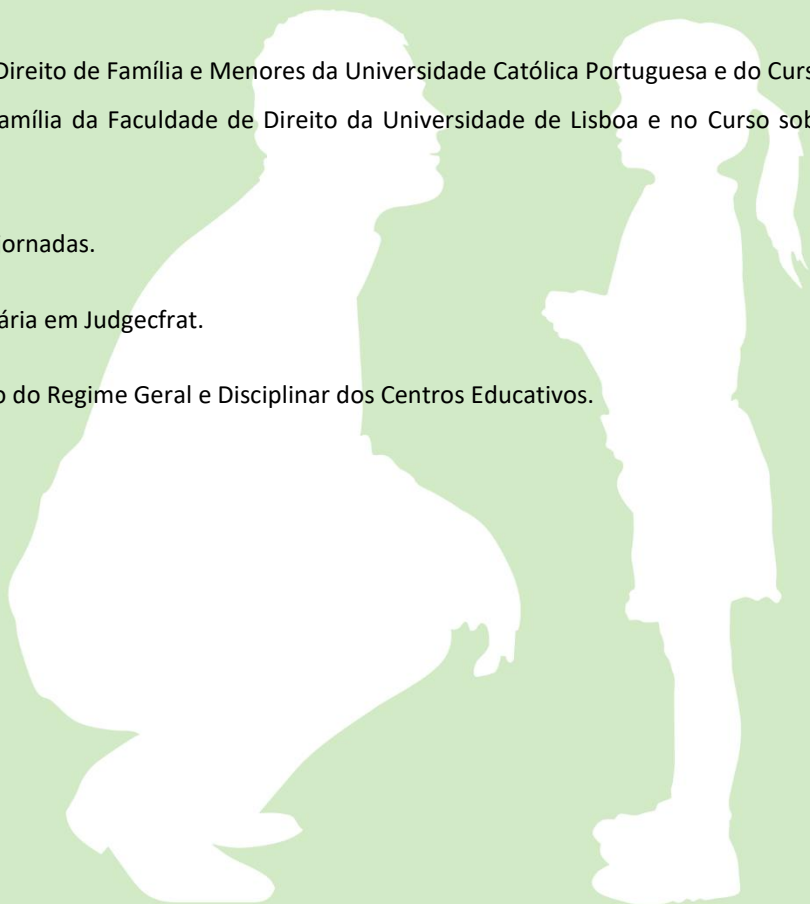 Direito de Família e Menores da Universidade Católica Portuguesa e do Curs
amília da Faculdade de Direito da Universidade de Lisboa e no Curso sob
ornadas.
ária em Judgecfrat.
o do Regime Geral e Disciplinar dos Centros Educativos.